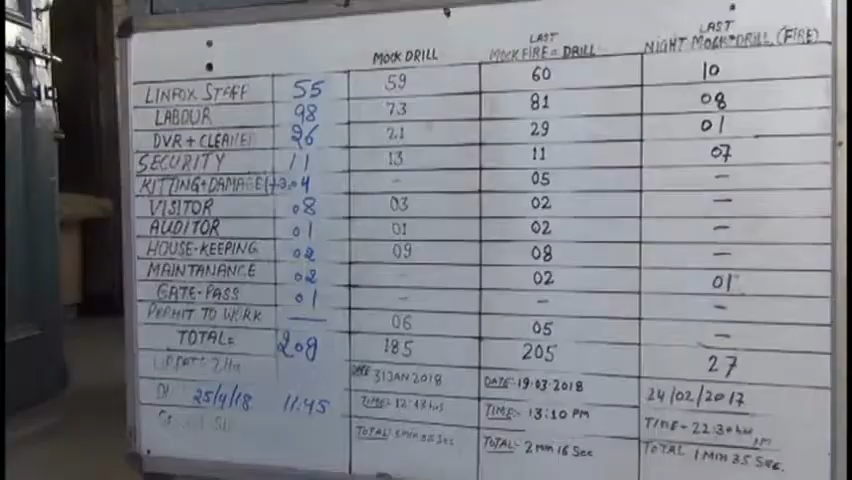 MOCK DRILL LAST MOCK FIRE = DRILL LAST NIGHT MOCK DRILL (FIRE)
LINFOX STAFF 55 59 60 10
LABOUR 98 73 81 08
DVR + CLEANER 26 21 29 01
SECURITY 11 13 11 07
KITTING + DAMAGE 04 - 05 -
VISITOR 08 03 02 -
AUDITOR 01 01 02 -
HOUSE-KEEPING 02 09 08 -
MAINTANANCE 02 - 02 01
GATE-PASS 01 - - -
PERMIT TO WORK — 06 05 -
TOTAL= 208 185 205 27
31 JAN 2018 DATE: 19-03-2018 24/02/2017
25/4/18 11:45 TIME:- 12:43 hrs TIME:- 13:10 PM TIME- 22:30 hr PM
TOTAL: TOTAL:- 2 min 16 Sec TOTAL 1 MIN 35 Sec.